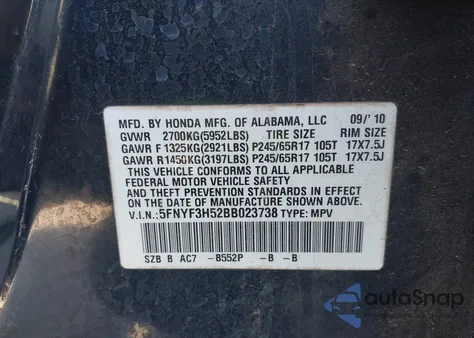 MFD. BY HONDA MFG. OF ALABAMA, LLC 09/'10
GVWR 2700KG(5952LBS) TIRE SIZE RIM SIZE
GAWR F 1325KG(2921LBS) P245/65R17 105T 17X7.5J
GAWR R1450KG(3197LBS) P245/65R17 105T 17X7.5J
THIS VEHICLE CONFORMS TO ALL APPLICABLE
FEDERAL MOTOR VEHICLE SAFETY
AND THEFT PREVENTION STANDARDS IN EFFECT
ON THE DATE OF MANUFACTURE SHOWN ABOVE.
V.I.N.: 5FNYF3H52BB023738 TYPE: MPV
SZB B AC7 -B552P -B -B
autoSnap